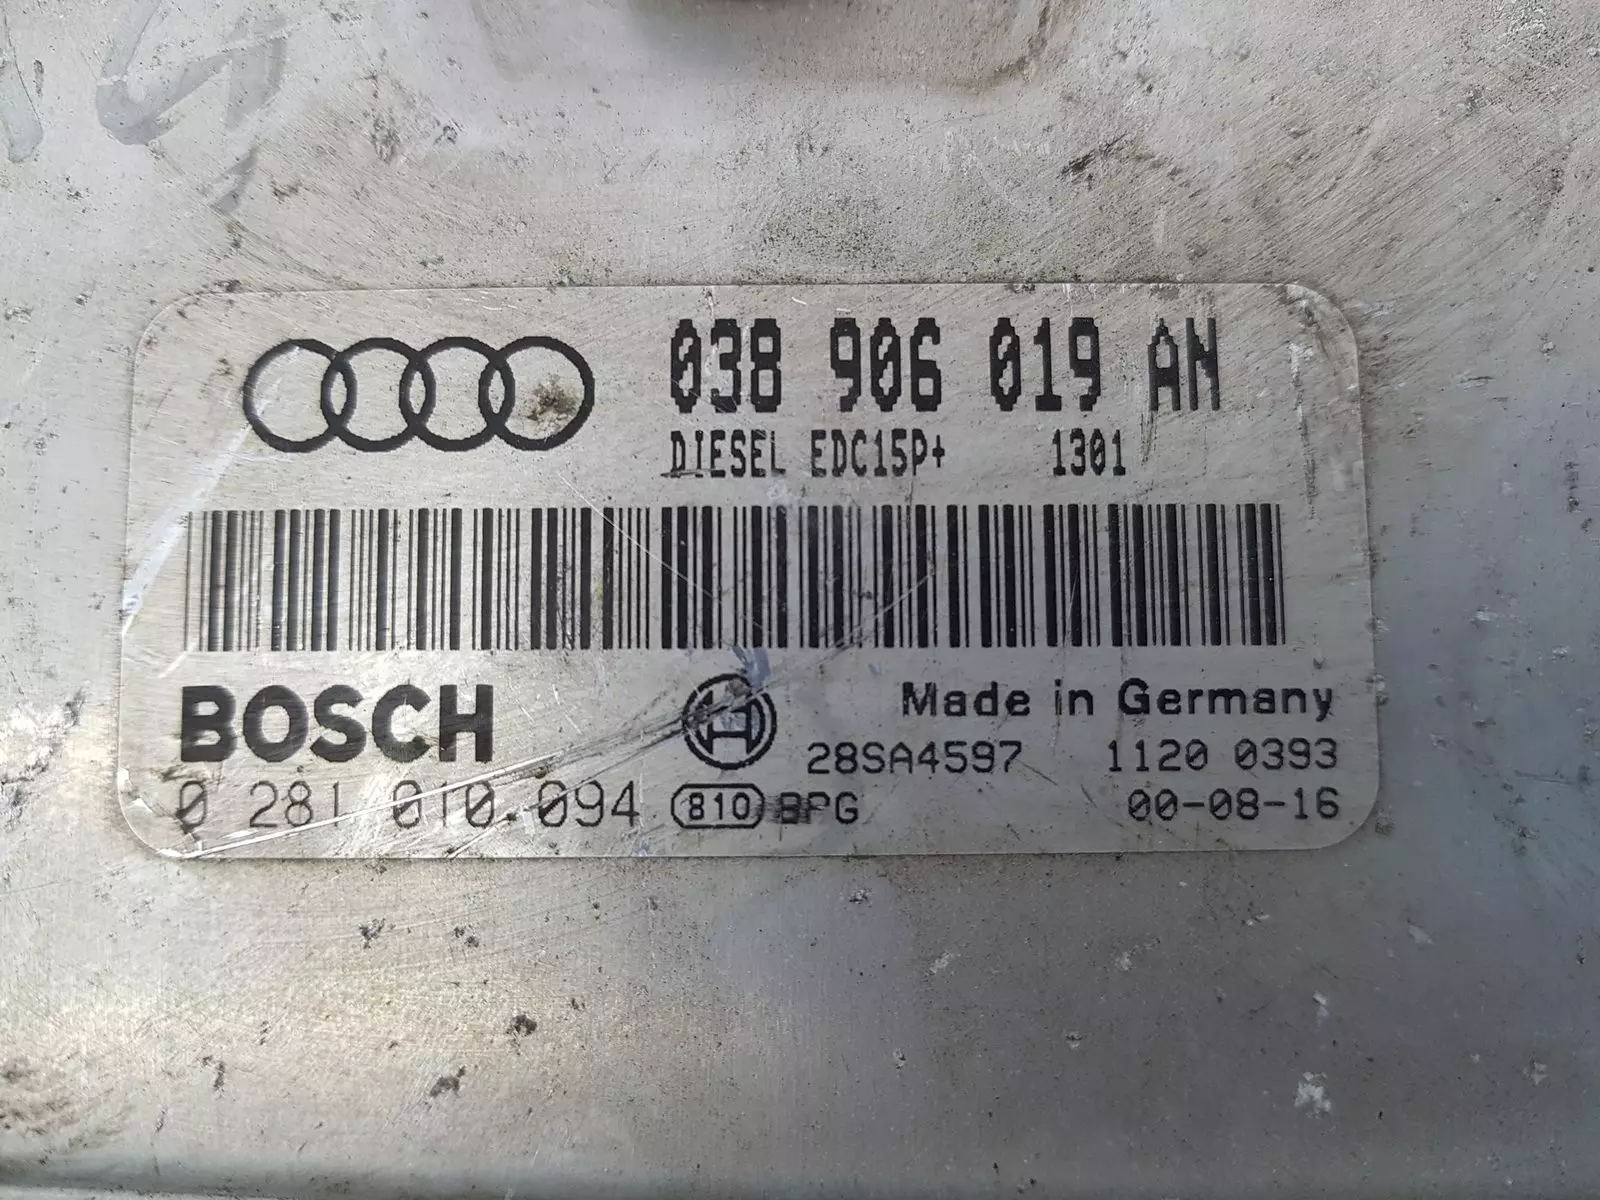 038 906 019 AN
DIESEL EDC15P+ 1301
BOSCH
Made in Germany
28SA4597 1120 0393
0 281 010 094 810 BPG 00-08-16